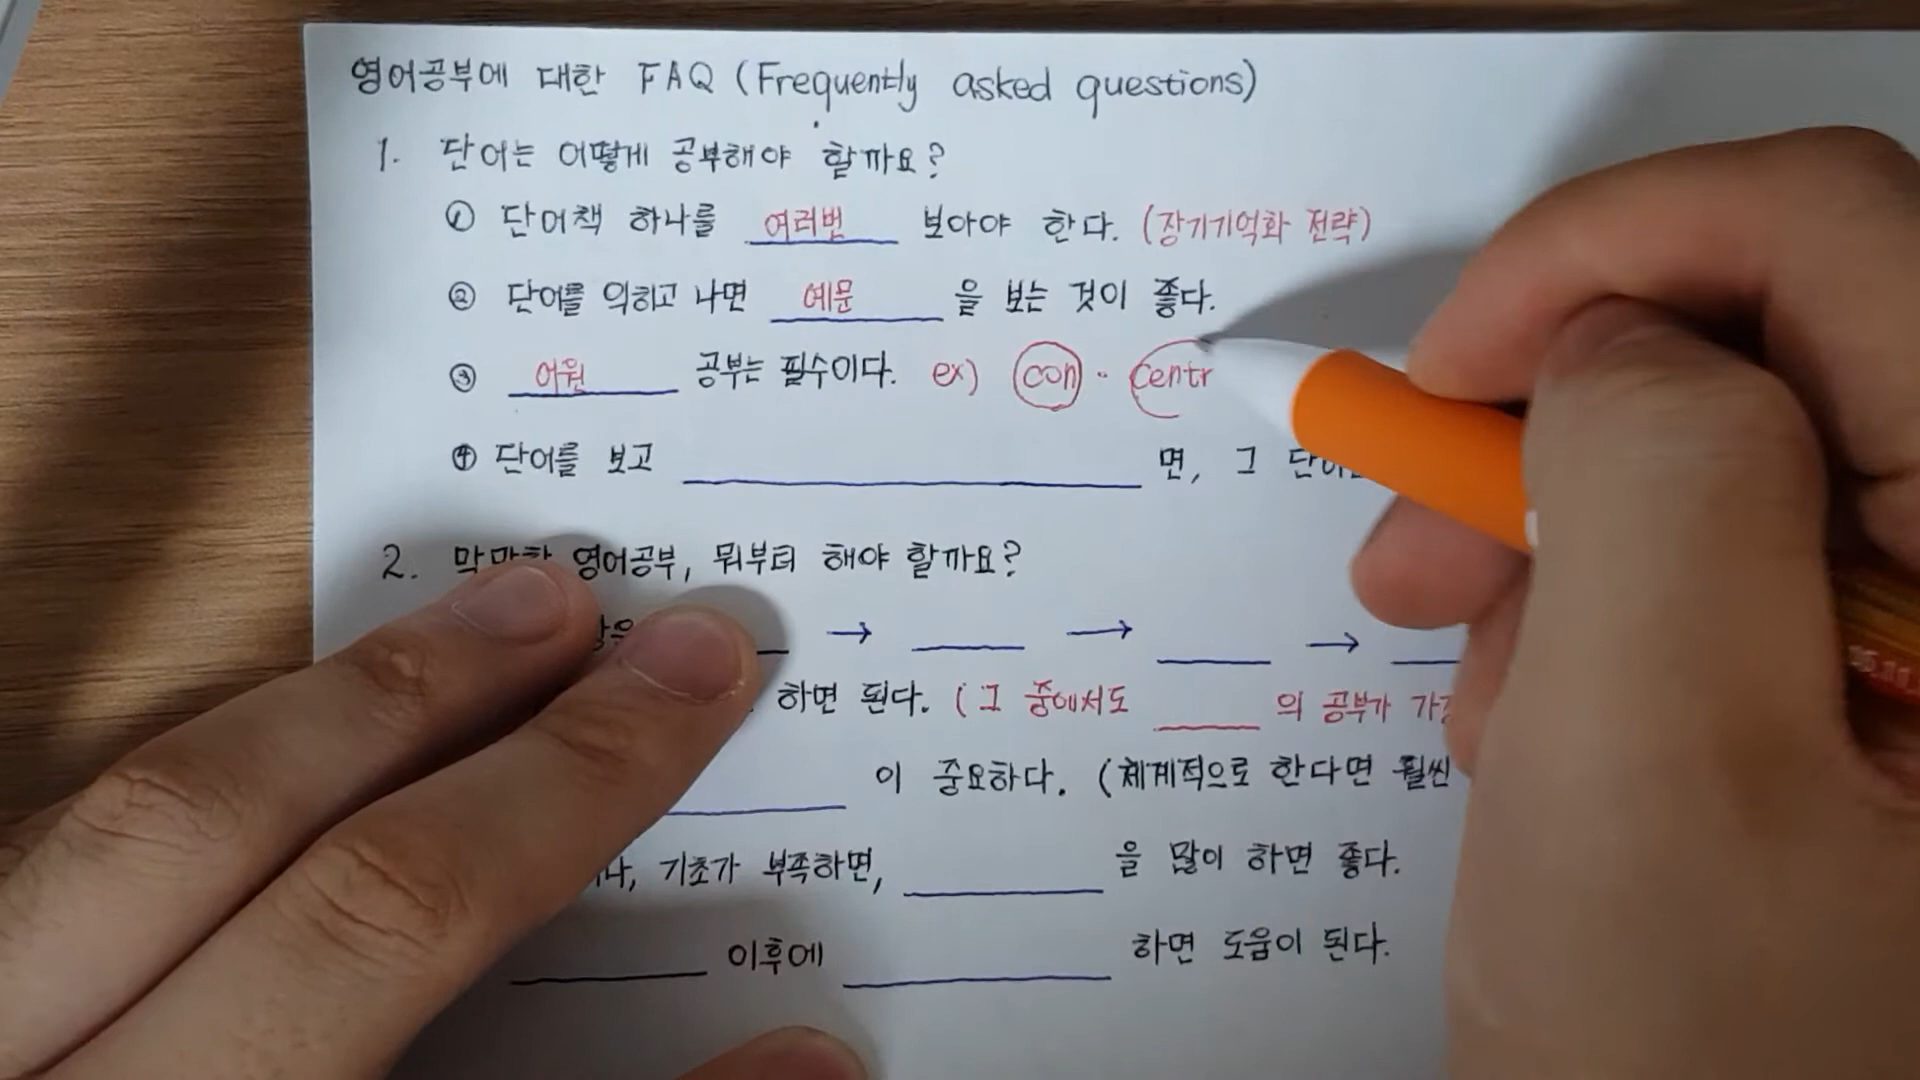 영어공부에 대한 FAQ (Frequently asked questions)
1. 단어는 어떻게 공부해야 할까요?
① 단어책 하나를 여러번 보아야 한다. (장기기억화 전략)
② 단어를 익히고 나면 예문 을 보는 것이 좋다.
③ 어원 공부는 필수이다. ex) con · centr
④ 단어를 보고 면, 그
2. 영어공부, 뭐부터 해야 할까요?
→ → →
하면 된다. (그 중에서도 의 공부가
이 중요하다. (체계적으로 한다면 훨씬
기초가 부족하면, 을 많이 하면 좋다.
이후에 하면 도움이 된다.